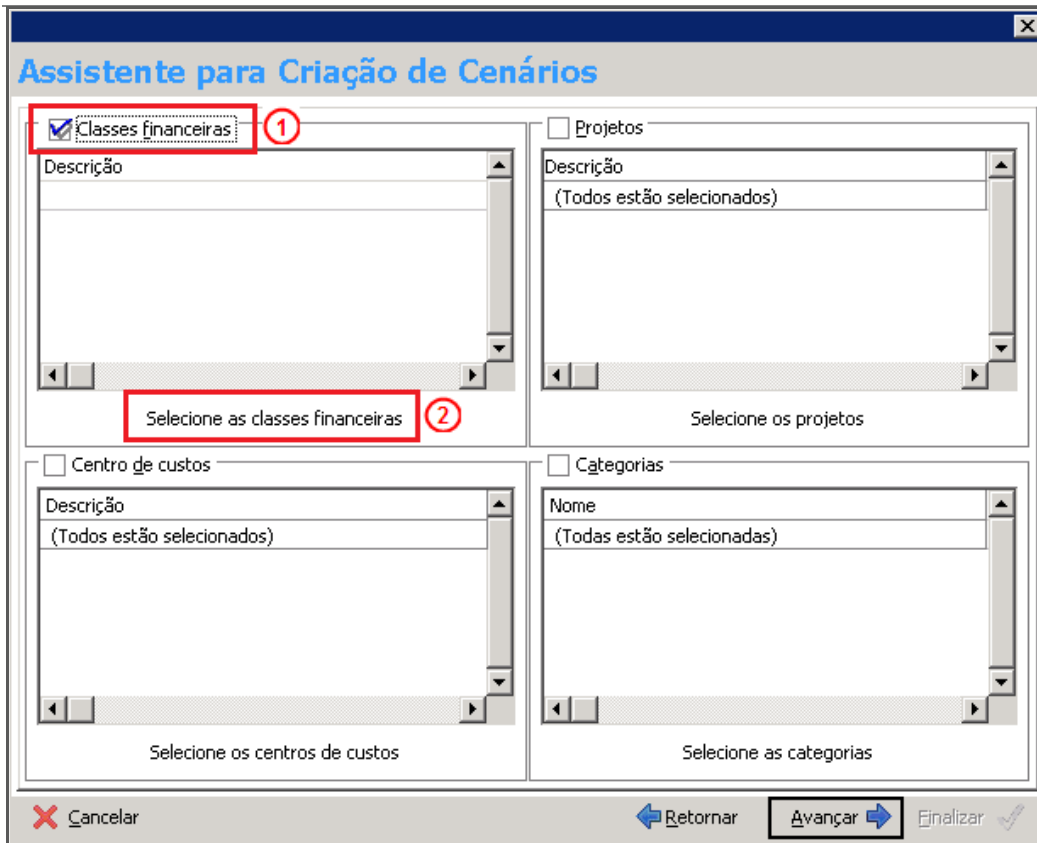 Assistente para Criação de Cenários
Classes financeiras 1
Descrição
Selecione as classes financeiras 2
Projetos
Descrição
(Todos estão selecionados)
Selecione os projetos
Centro de custos
Descrição
(Todos estão selecionados)
Selecione os centros de custos
Categorias
Nome
(Todas estão selecionadas)
Selecione as categorias
Cancelar
Retornar
Avançar
Finalizar